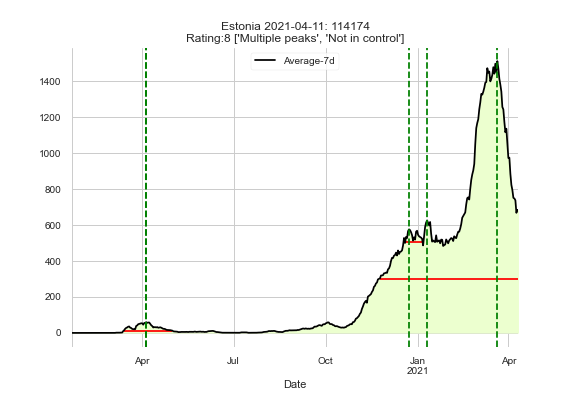 Estonia 2021-04-11: 114174
Rating:8 ['Multiple peaks', 'Not in control']
Average-7d
1400
1200
1000
800
600
400
200
0
Apr Jul Oct Jan Apr
2021
Date